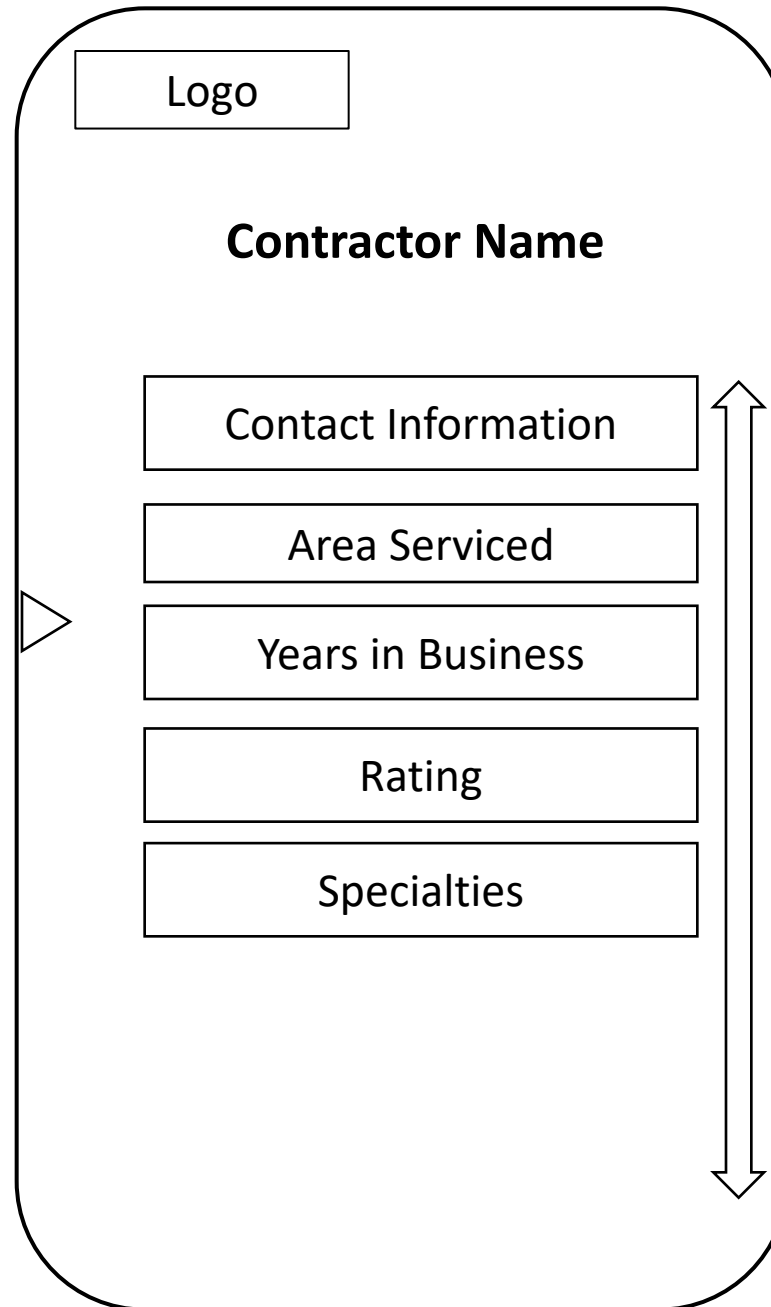 Logo
Contractor Name
Contact Information
Area Serviced
Years in Business
Rating
Specialties